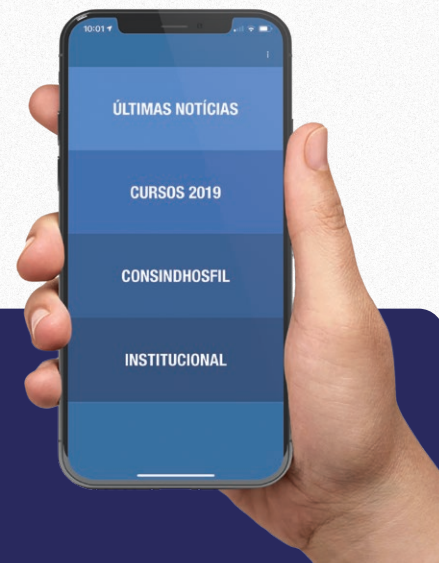 10:01
ÚLTIMAS NOTÍCIAS
CURSOS 2019
CONSINDHOSFIL
INSTITUCIONAL